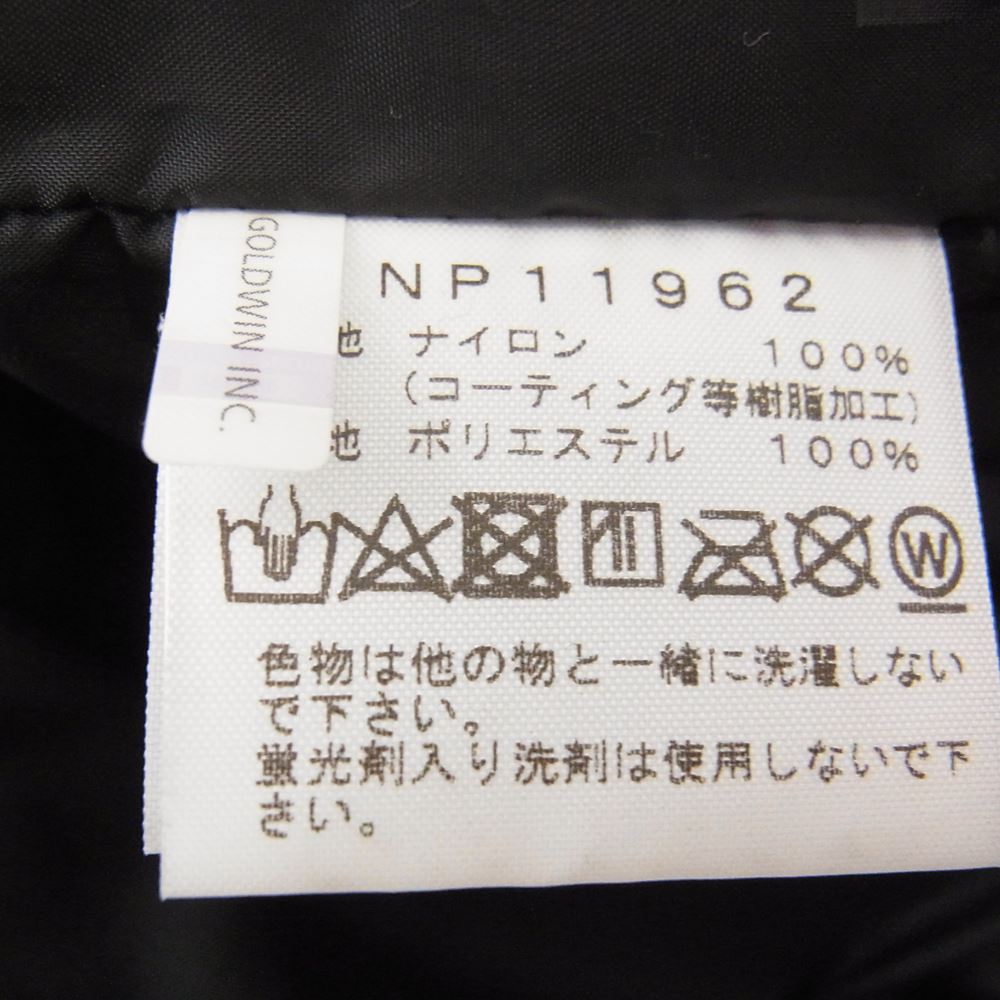 GOLDWIN INC.
NP11962
地 ナイロン 100%
(コーティング等樹脂加工)
地 ポリエステル 100%
W
色物は他の物と一緒に洗濯しない
で下さい。
蛍光剤入り洗剤は使用しないで下
さい。